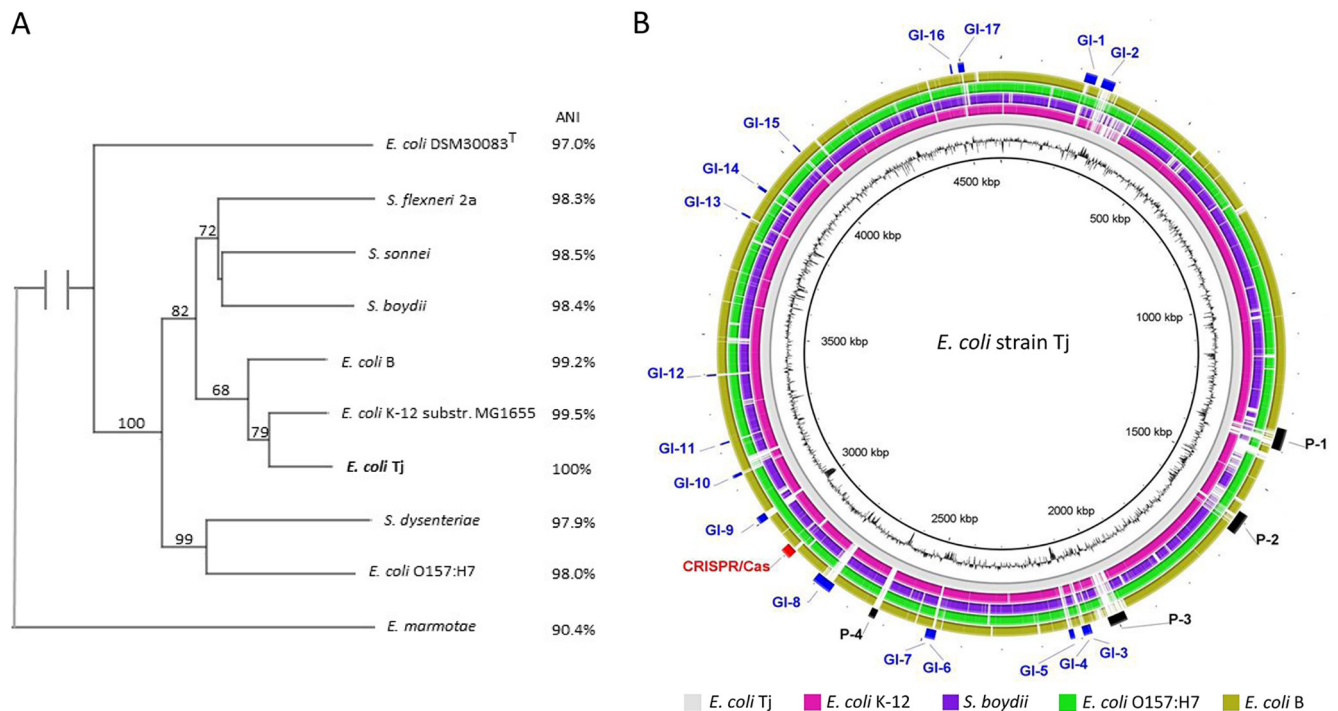 A
ANI
E. coli DSM30083T 97.0%
S. flexneri 2a 98.3%
72
S. sonnei 98.5%
S. boydii 98.4%
82
E. coli B 99.2%
68
E. coli K-12 substr. MG1655 99.5%
79
100
E. coli Tj 100%
S. dysenteriae 97.9%
99
E. coli O157:H7 98.0%
E. marmotae 90.4%
B
GI-16
GI-17
GI-1
GI-2
GI-15
GI-14
GI-13
4500 kbp
500 kbp
4000 kbp
1000 kbp
3500 kbp
E. coli strain Tj
GI-12
GI-11
GI-10
GI-9
CRISPR/Cas
GI-8
3000 kbp
1500 kbp
2500 kbp
2000 kbp
P-1
P-2
P-3
P-4
GI-7
GI-6
GI-5
GI-4
GI-3
E. coli Tj
E. coli K-12
S. boydii
E. coli O157:H7
E. coli B